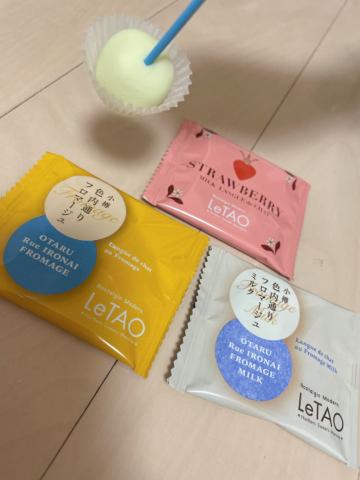 STRAWBERRY
MILK LANGUE de CHAT
LeTAO
小樽
色内通り
フロマージュ
Fromage
OTARU
Rue IRONAI
FROMAGE
Langue de chat
au Fromage
Nostalgic Modern
LeTAO
小樽
色内通り
フロマージュ
ミルク
OTARU
Rue IRONAI
FROMAGE
MILK
Langue de chat
au Fromage Milk
Nostalgic Modern
LeTAO